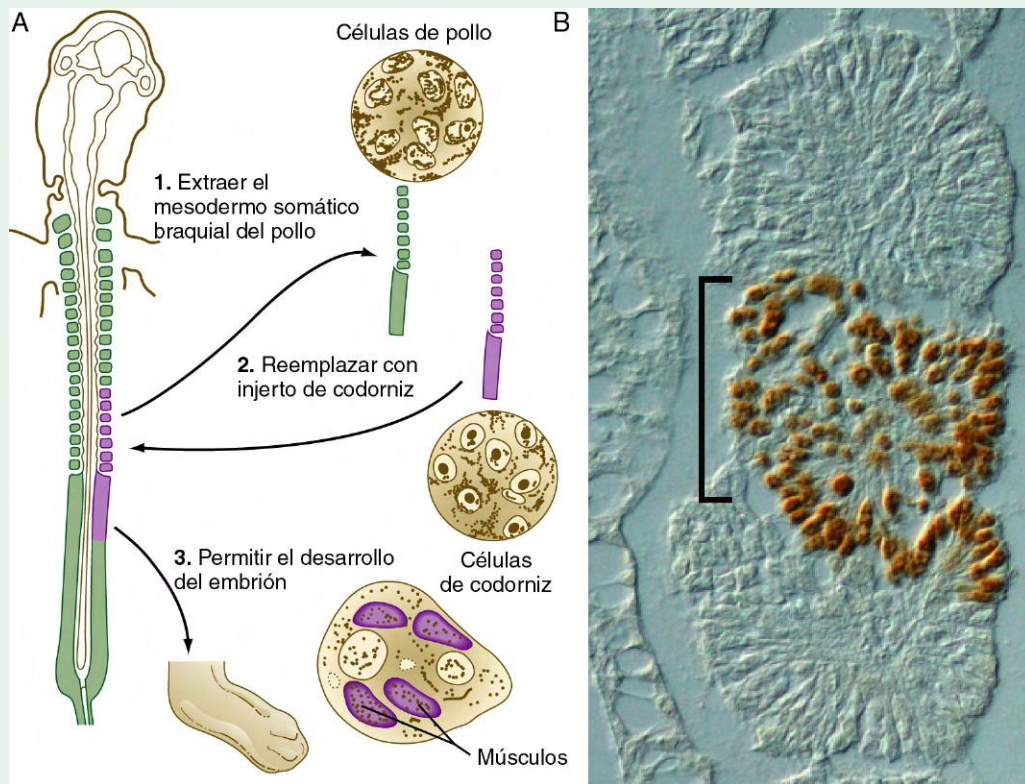 A
Células de pollo
B
1. Extraer el
mesodermo somático
braquial del pollo
2. Reemplazar con
injerto de codorniz
3. Permitir el desarrollo
del embrión
Células
de codorniz
Músculos